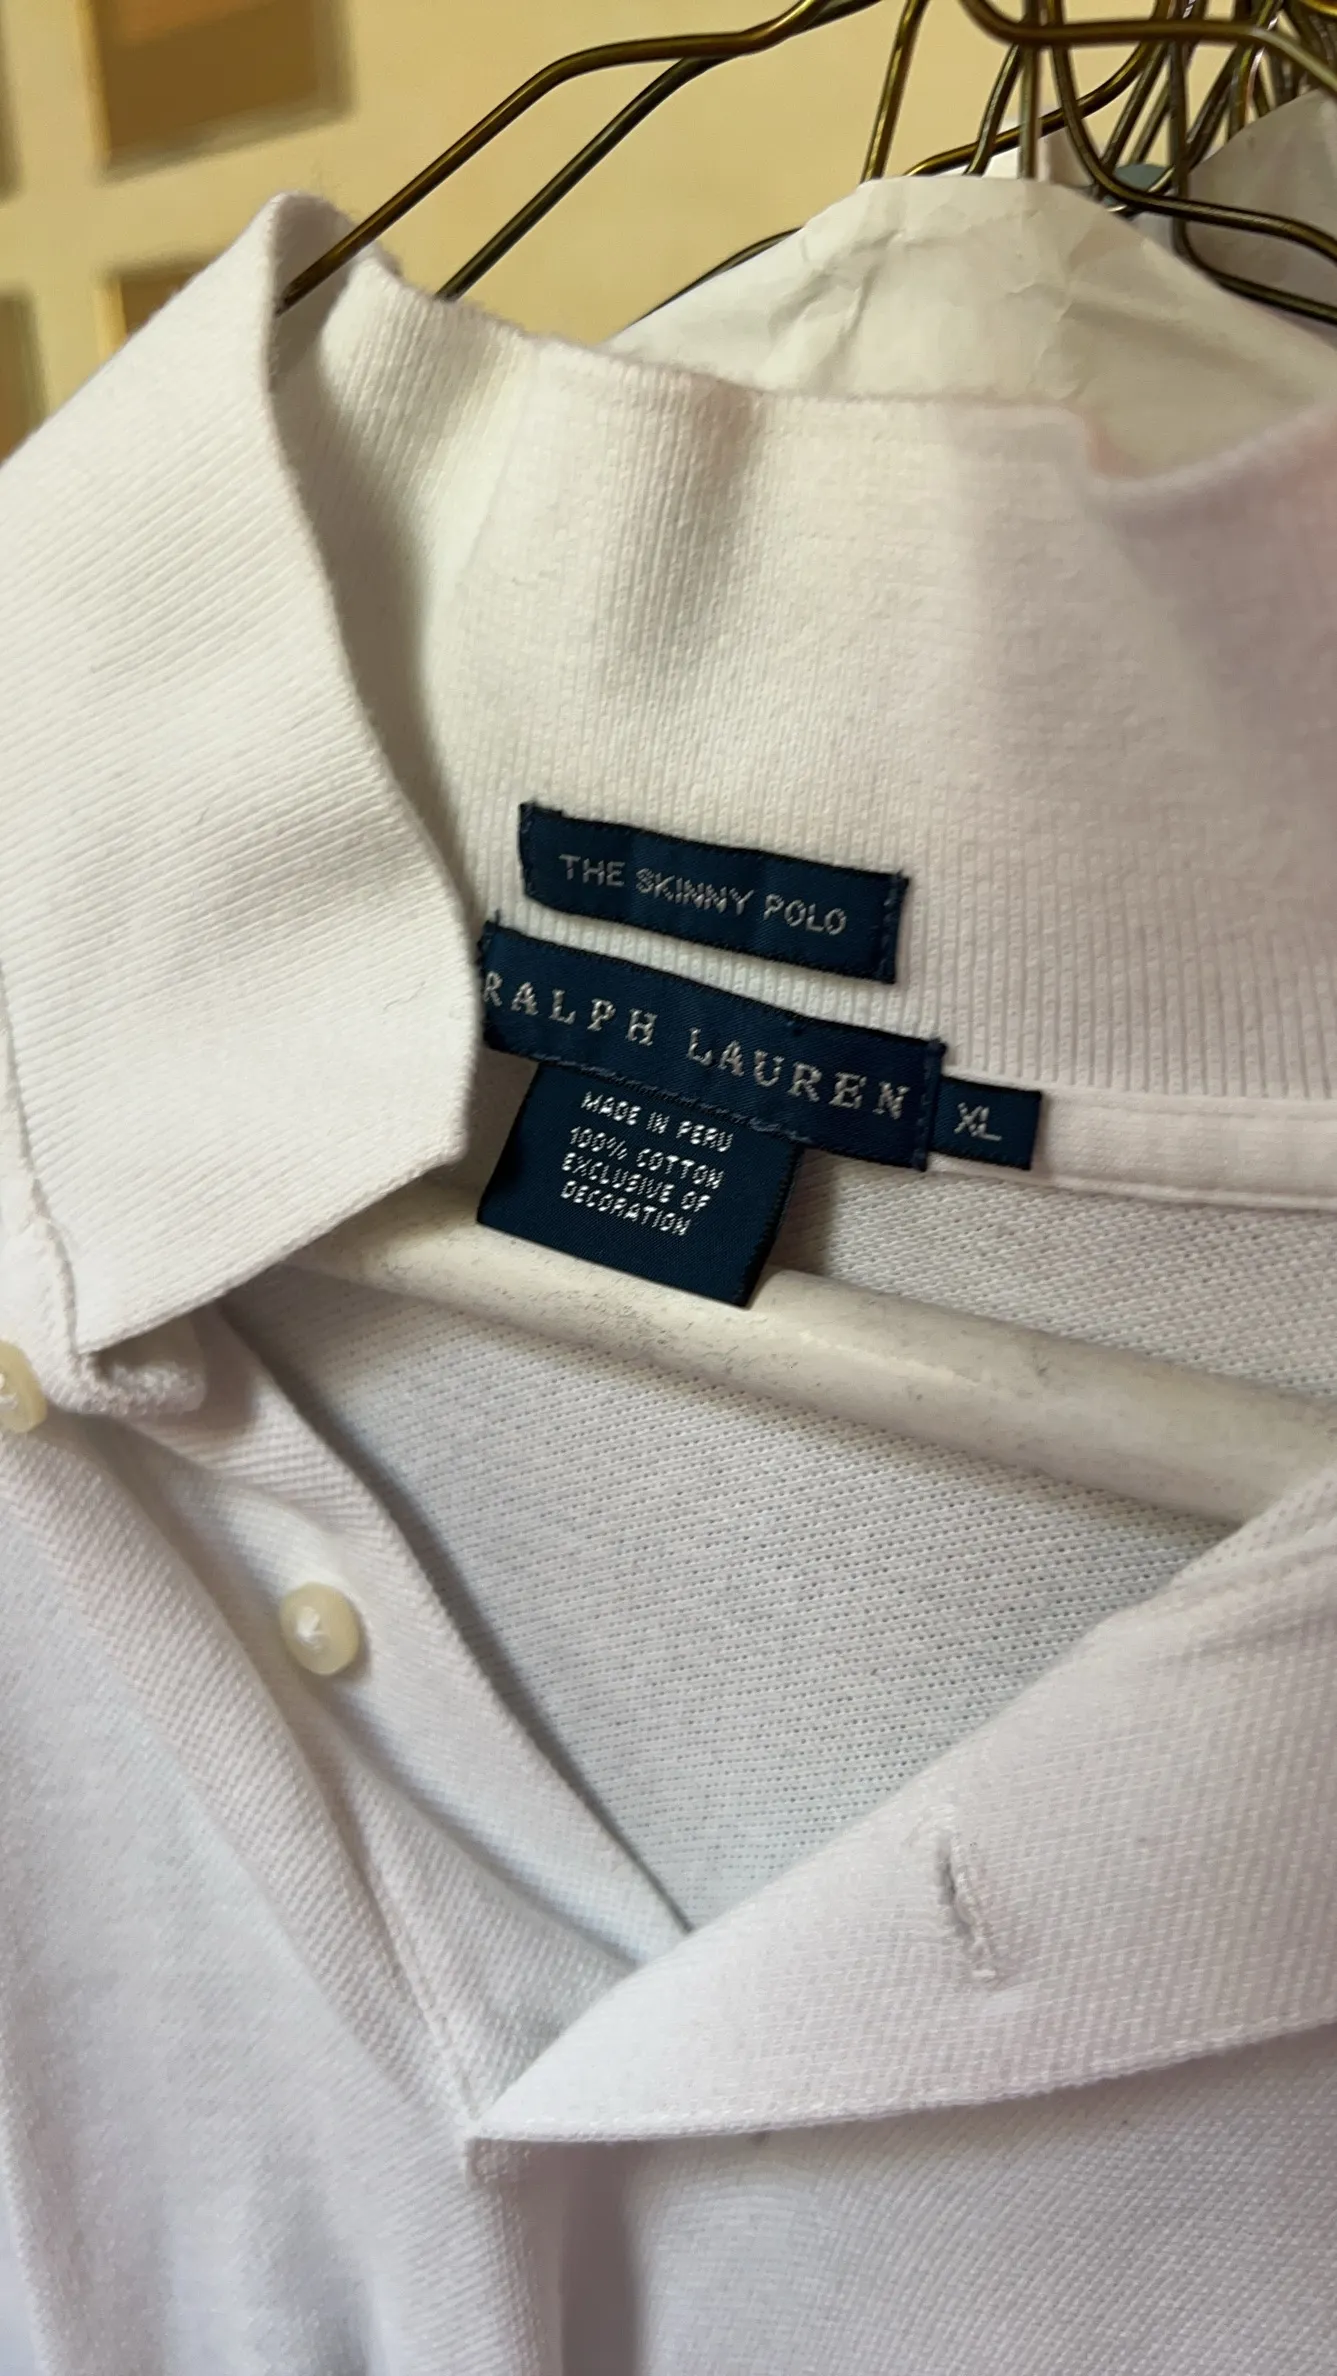 THE SKINNY POLO
RALPH LAUREN
XL
MADE IN PERU
100% COTTON
EXCLUSIVE OF
DECORATION